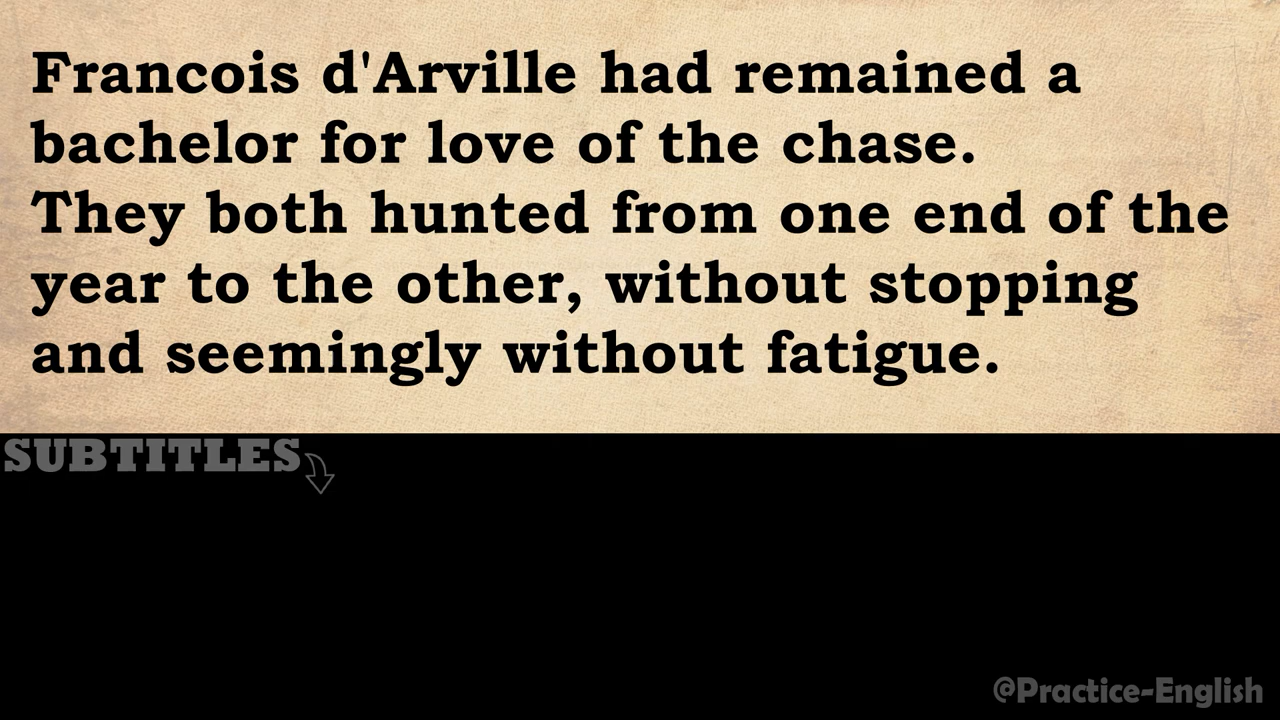 Francois d'Arville had remained a
bachelor for love of the chase.
They both hunted from one end of the
year to the other, without stopping
and seemingly without fatigue.
SUBTITLES
@Practice-English